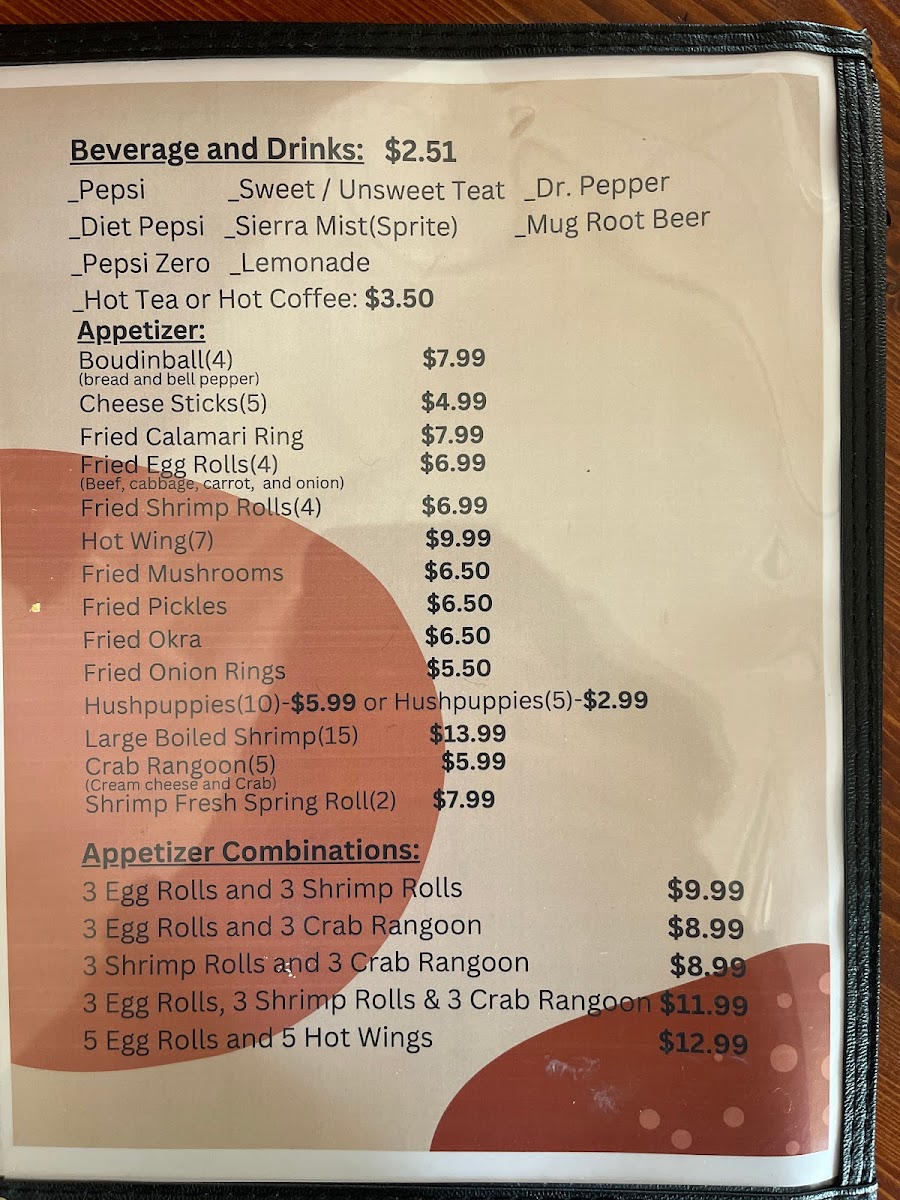 Beverage and Drinks: $2.51
_Pepsi _Sweet / Unsweet Teat _Dr. Pepper
_Diet Pepsi _Sierra Mist(Sprite) _Mug Root Beer
_Pepsi Zero _Lemonade
_Hot Tea or Hot Coffee: $3.50
Appetizer:
Boudinball(4) $7.99
(bread and bell pepper)
Cheese Sticks(5) $4.99
Fried Calamari Ring $7.99
Fried Egg Rolls(4) $6.99
(Beef, cabbage, carrot, and onion)
Fried Shrimp Rolls(4) $6.99
Hot Wing(7) $9.99
Fried Mushrooms $6.50
Fried Pickles $6.50
Fried Okra $6.50
Fried Onion Rings $5.50
Hushpuppies(10)-$5.99 or Hushpuppies(5)-$2.99
Large Boiled Shrimp(15) $13.99
Crab Rangoon(5) $5.99
(Cream cheese and Crab)
Shrimp Fresh Spring Roll(2) $7.99
Appetizer Combinations:
3 Egg Rolls and 3 Shrimp Rolls $9.99
3 Egg Rolls and 3 Crab Rangoon $8.99
3 Shrimp Rolls and 3 Crab Rangoon $8.99
3 Egg Rolls, 3 Shrimp Rolls & 3 Crab Rangoon $11.99
5 Egg Rolls and 5 Hot Wings $12.99